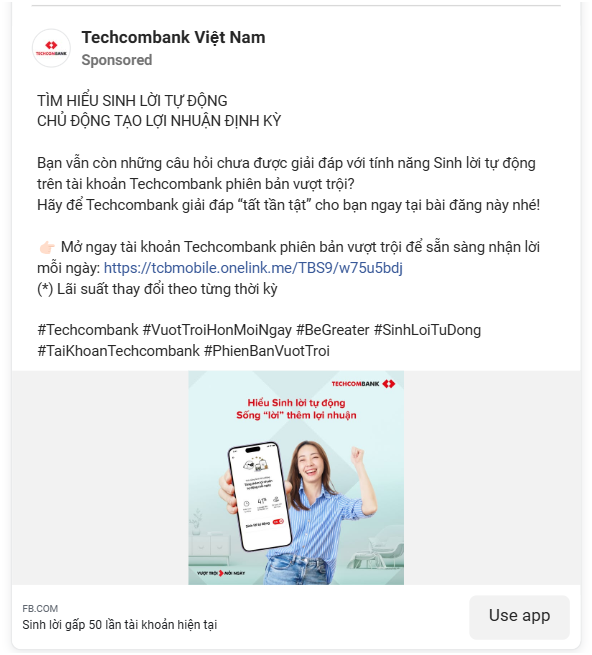 Techcombank Việt Nam
Sponsored
TECHCOMBANK
TÌM HIỂU SINH LỜI TỰ ĐỘNG
CHỦ ĐỘNG TẠO LỢI NHUẬN ĐỊNH KỲ
Bạn vẫn còn những câu hỏi chưa được giải đáp với tính năng Sinh lời tự động
trên tài khoản Techcombank phiên bản vượt trội?
Hãy để Techcombank giải đáp “tất tần tật” cho bạn ngay tại bài đăng này nhé!
👉🏻 Mở ngay tài khoản Techcombank phiên bản vượt trội để sẵn sàng nhận lời
mỗi ngày: https://tcbmobile.onelink.me/TBS9/w75u5bdj
(*) Lãi suất thay đổi theo từng thời kỳ
#Techcombank #VuotTroiHonMoiNgay #BeGreater #SinhLoiTuDong
#TaiKhoanTechcombank #PhienBanVuotTroi
TECHCOMBANK
Hiểu Sinh lời tự động
Sống “lời” thêm lợi nhuận
Sinh lời tự động
VƯỢT TRỘI MỖI NGÀY
FB.COM
Sinh lời gấp 50 lần tài khoản hiện tại
Use app